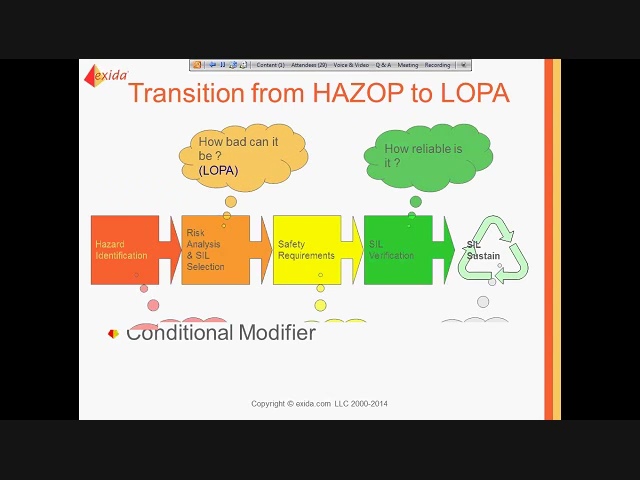 Content (1) Attendees (29) Voice & Video Q & A Meeting Recording
exida
Transition from HAZOP to LOPA
How bad can it
be ?
(LOPA)
How reliable is
it ?
Hazard
Identification
Risk
Analysis
& SIL
Selection
Safety
Requirements
SIL
Verification
SIL
Sustain
Conditional Modifier
Copyright © exida.com LLC 2000-2014